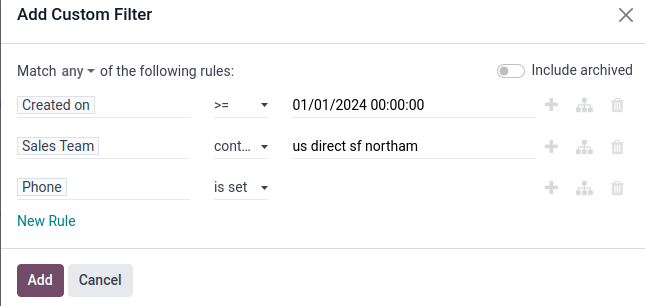 Add Custom Filter
Match any of the following rules: Include archived
Created on >= 01/01/2024 00:00:00
Sales Team cont... us direct sf northam
Phone is set
New Rule
Add Cancel